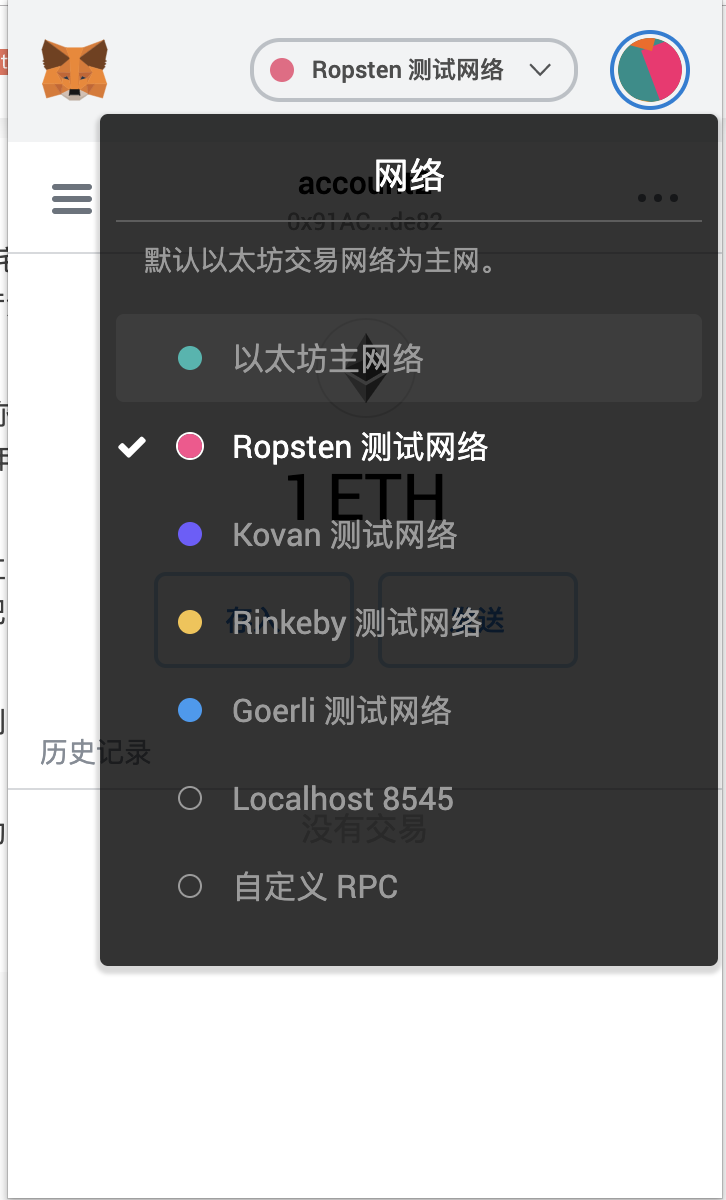 Ropsten 测试网络
网络
0x91AC...de82
默认以太坊交易网络为主网。
以太坊主网络
Ropsten 测试网络
1 ETH
Kovan 测试网络
Rinkeby 测试网络
Goerli 测试网络
历史记录
Localhost 8545
没有交易
自定义 RPC